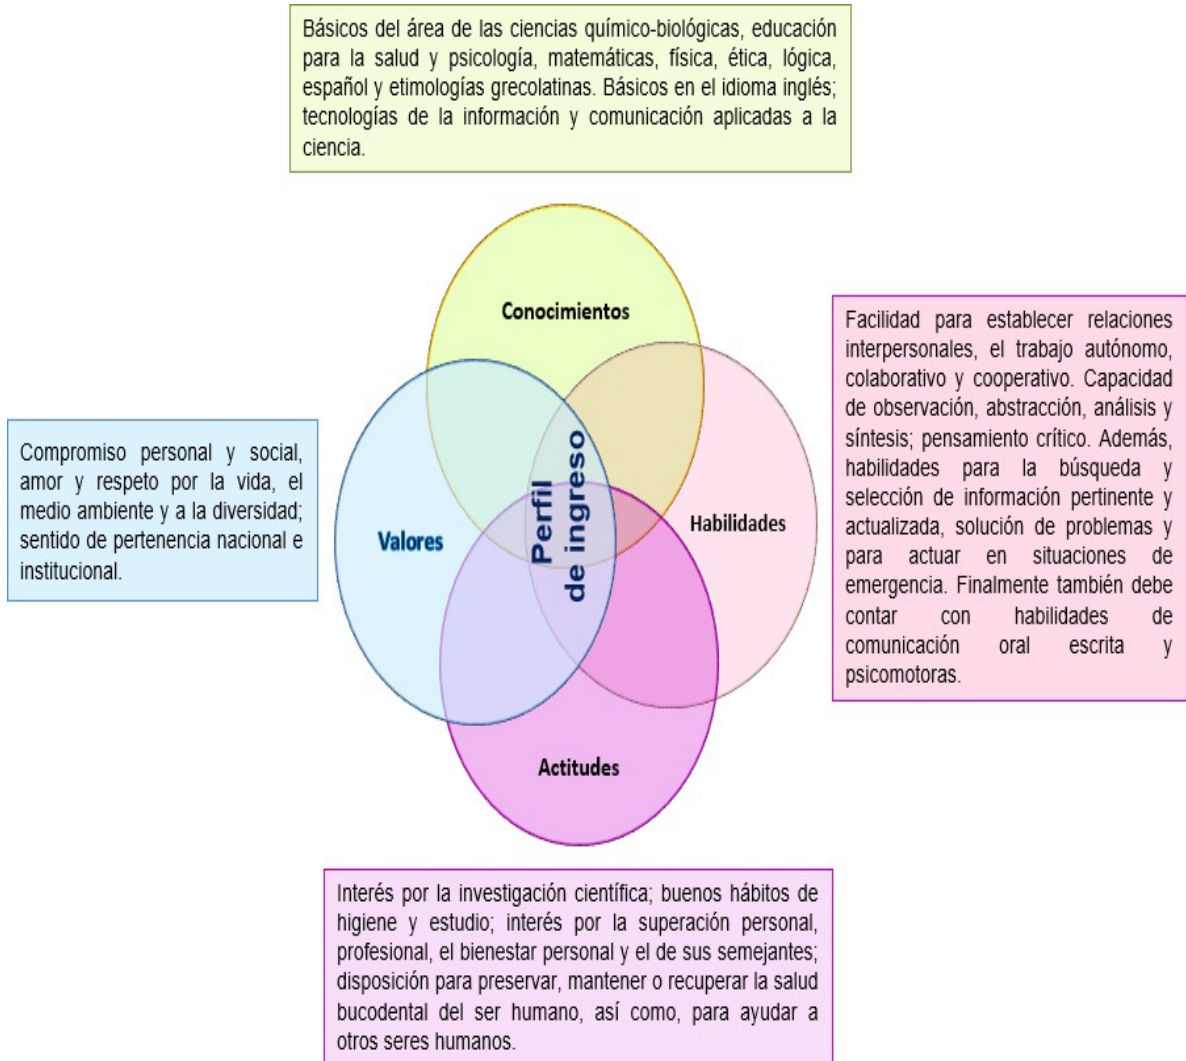 Básicos del área de las ciencias químico-biológicas, educación
para la salud y psicología, matemáticas, física, ética, lógica,
español y etimologías grecolatinas. Básicos en el idioma inglés;
tecnologías de la información y comunicación aplicadas a la
ciencia.
Conocimientos
Facilidad para establecer relaciones
interpersonales, el trabajo autónomo,
colaborativo y cooperativo. Capacidad
de observación, abstracción, análisis y
síntesis; pensamiento crítico. Además,
habilidades para la búsqueda y
selección de información pertinente y
actualizada, solución de problemas y
para actuar en situaciones de
emergencia. Finalmente también debe
contar con habilidades de
comunicación oral escrita y
psicomotoras.
Compromiso personal y social,
amor y respeto por la vida, el
medio ambiente y a la diversidad;
sentido de pertenencia nacional e
institucional.
Valores
Perfil
de ingreso
Habilidades
Actitudes
Interés por la investigación científica; buenos hábitos de
higiene y estudio; interés por la superación personal,
profesional, el bienestar personal y el de sus semejantes;
disposición para preservar, mantener o recuperar la salud
bucodental del ser humano, así como, para ayudar a
otros seres humanos.